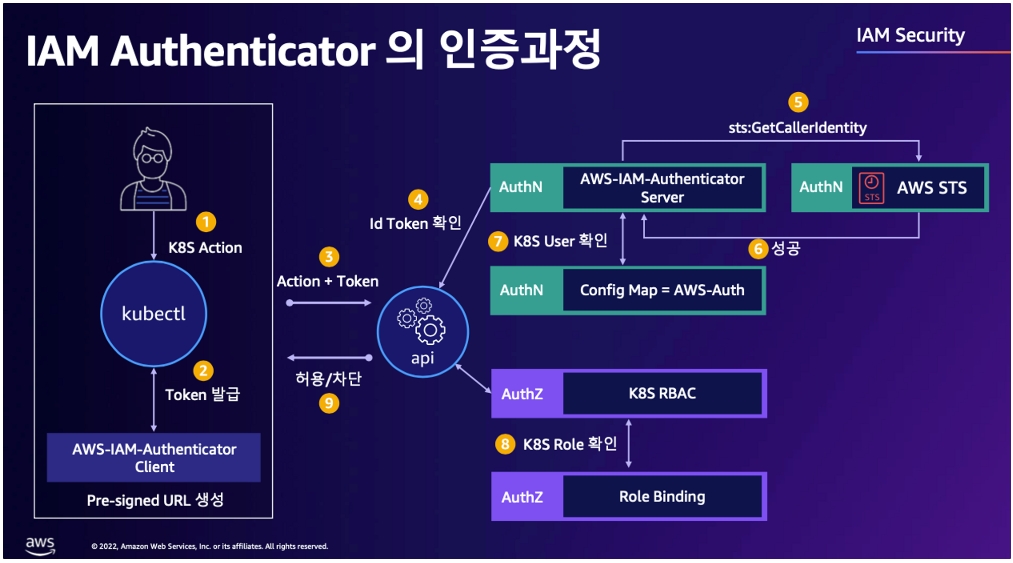 IAM Authenticator 의 인증과정
IAM Security
1
K8S Action
kubectl
2
Token 발급
AWS-IAM-Authenticator
Client
Pre-signed URL 생성
3
Action + Token
허용/차단
9
api
4
Id Token 확인
5
sts:GetCallerIdentity
AuthN
AWS-IAM-Authenticator
Server
AuthN
STS
AWS STS
6 성공
7 K8S User 확인
AuthN
Config Map = AWS-Auth
AuthZ
K8S RBAC
8 K8S Role 확인
AuthZ
Role Binding
aws
© 2022, Amazon Web Services, Inc. or its affiliates. All rights reserved.